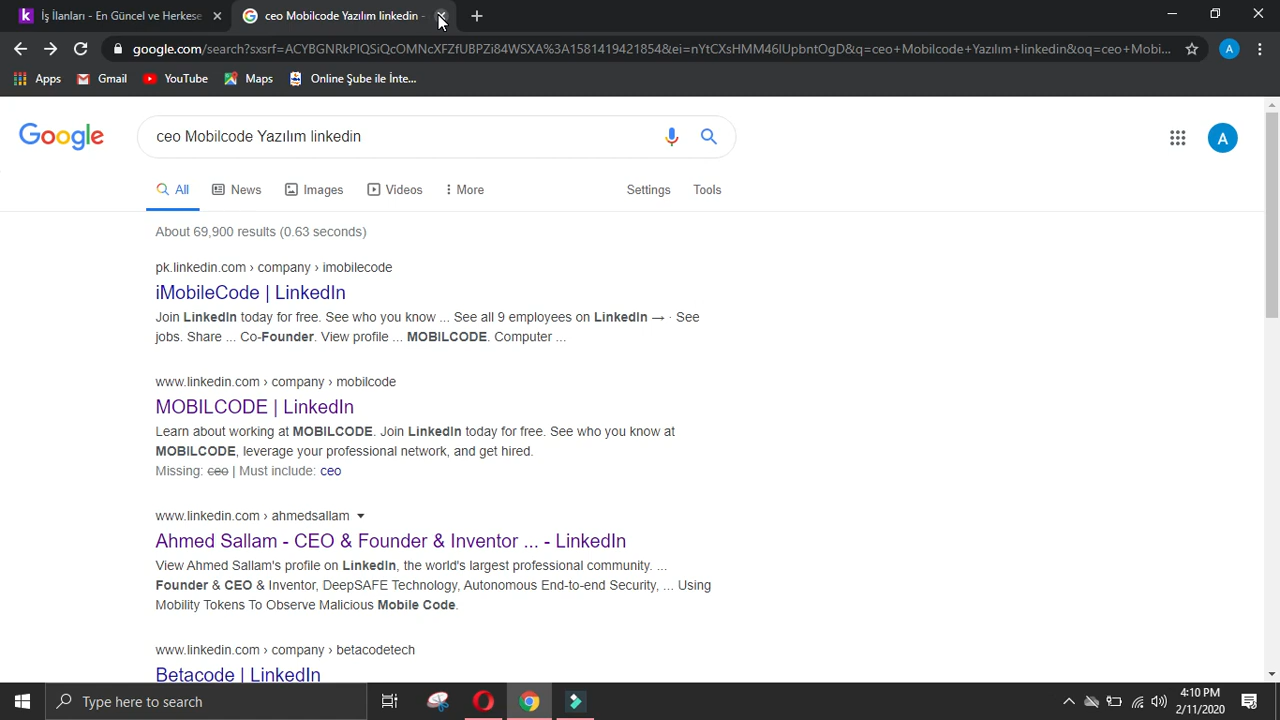 İş İlanları - En Güncel ve Herkese
ceo Mobilcode Yazılım linkedin -
google.com/search?sxsrf=ACYBGNRkPIQSiQcOMNcXFZfUBPZi84WSXA%3A1581419421854&ei=nYtCXsHMM46lUpbntOgD&q=ceo+Mobilcode+Yazılım+linkedin&oq=ceo+Mobi...
A
Apps
Gmail
YouTube
Maps
Online Şube ile İnte...
Google
ceo Mobilcode Yazılım linkedin
A
All
News
Images
Videos
More
Settings
Tools
About 69,900 results (0.63 seconds)
pk.linkedin.com › company › imobilecode
iMobileCode | LinkedIn
Join LinkedIn today for free. See who you know ... See all 9 employees on LinkedIn → · See
jobs. Share ... Co-Founder. View profile ... MOBILCODE. Computer ...
www.linkedin.com › company › mobilcode
MOBILCODE | LinkedIn
Learn about working at MOBILCODE. Join LinkedIn today for free. See who you know at
MOBILCODE, leverage your professional network, and get hired.
Missing: ceo | Must include: ceo
www.linkedin.com › ahmedsallam
Ahmed Sallam - CEO & Founder & Inventor ... - LinkedIn
View Ahmed Sallam's profile on LinkedIn, the world's largest professional community. ...
Founder & CEO & Inventor, DeepSAFE Technology, Autonomous End-to-end Security, ... Using
Mobility Tokens To Observe Malicious Mobile Code.
www.linkedin.com › company › betacodetech
Betacode | LinkedIn
Type here to search
4:10 PM
2/11/2020